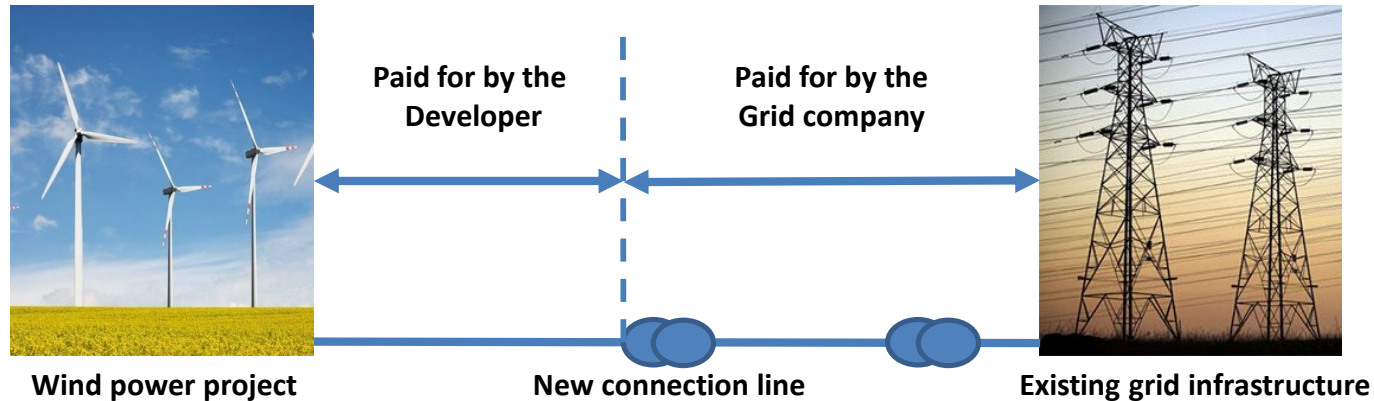 Paid for by the
Developer
Paid for by the
Grid company
Wind power project
New connection line
Existing grid infrastructure